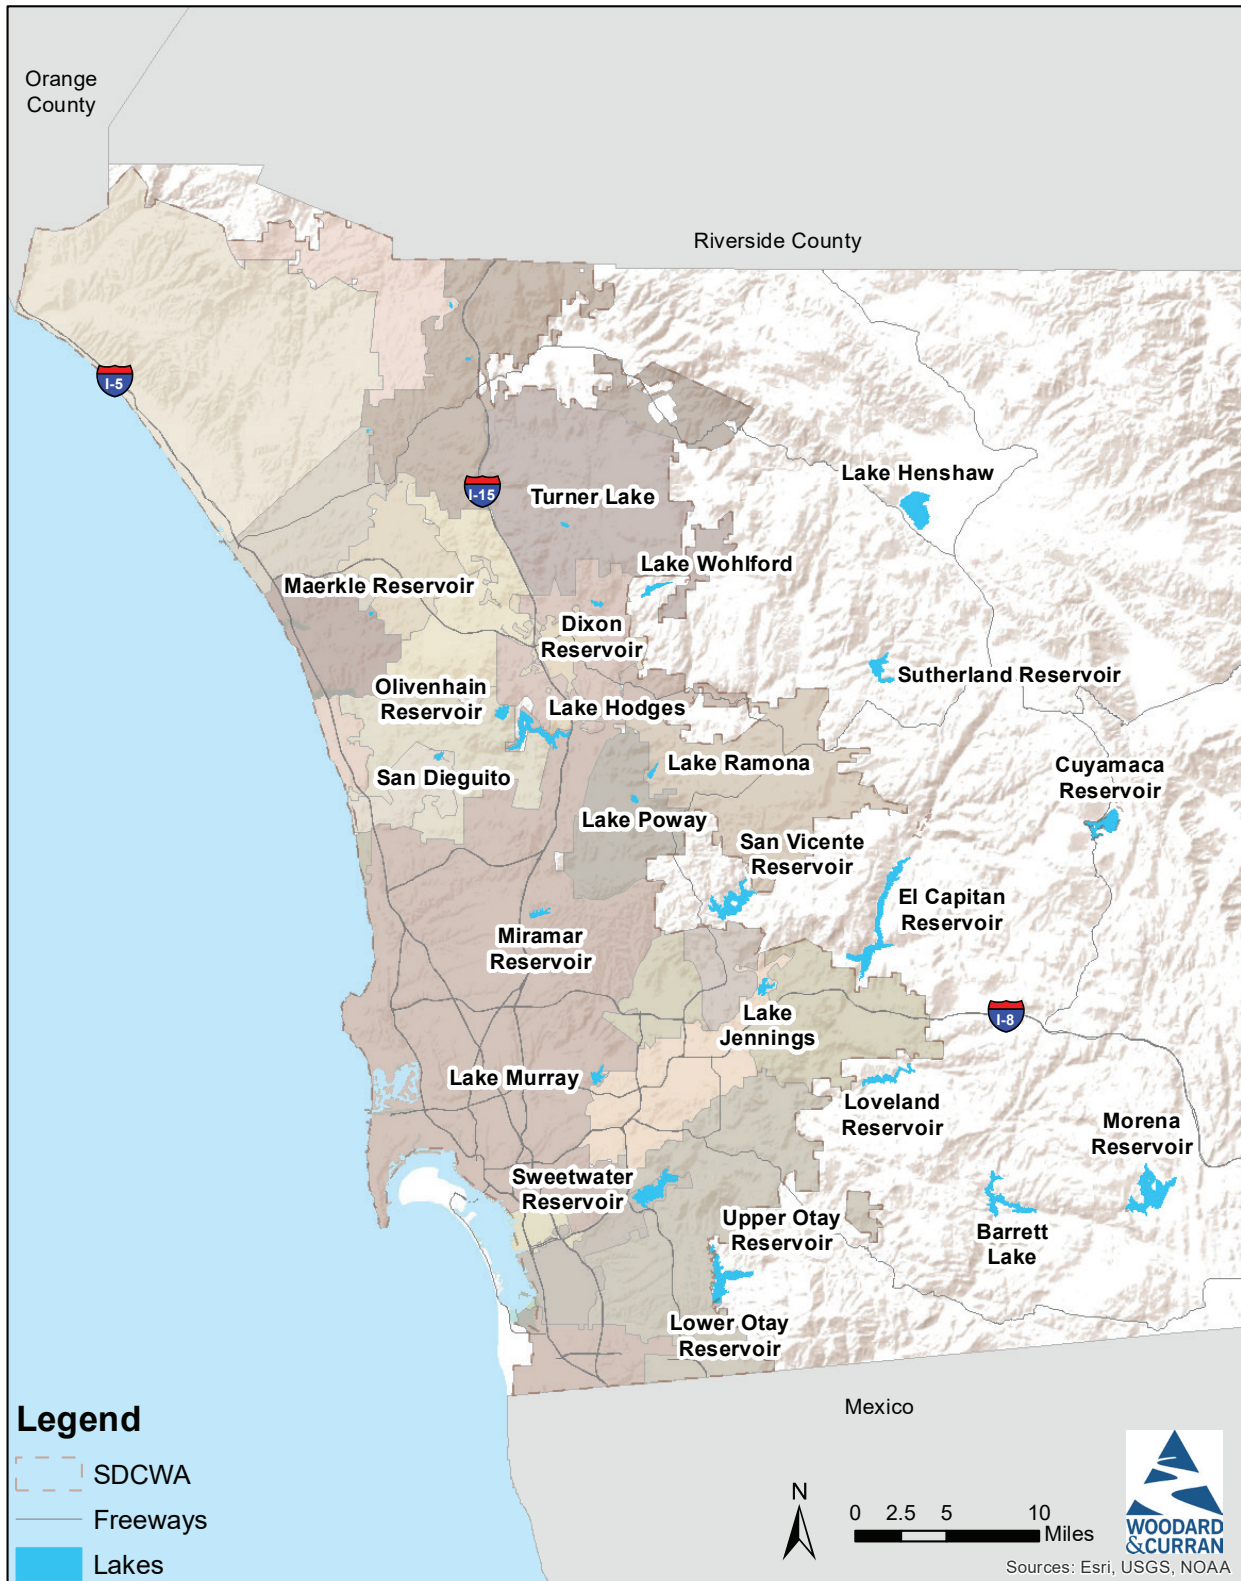 Orange
County
Riverside County
I-5
Lake Henshaw
I-15
Turner Lake
Lake Wohlford
Maerkle Reservoir
Dixon
Reservoir
Sutherland Reservoir
Olivenhain
Reservoir
Lake Hodges
Lake Ramona
Cuyamaca
Reservoir
San Dieguito
Lake Poway
San Vicente
Reservoir
El Capitan
Reservoir
Miramar
Reservoir
Lake
Jennings
I-8
Lake Murray
Loveland
Reservoir
Morena
Reservoir
Sweetwater
Reservoir
Upper Otay
Reservoir
Barrett
Lake
Lower Otay
Reservoir
Mexico
Legend
SDCWA
Freeways
Lakes
N
0 2.5 5 10
Miles
WOODARD
&CURRAN
Sources: Esri, USGS, NOAA